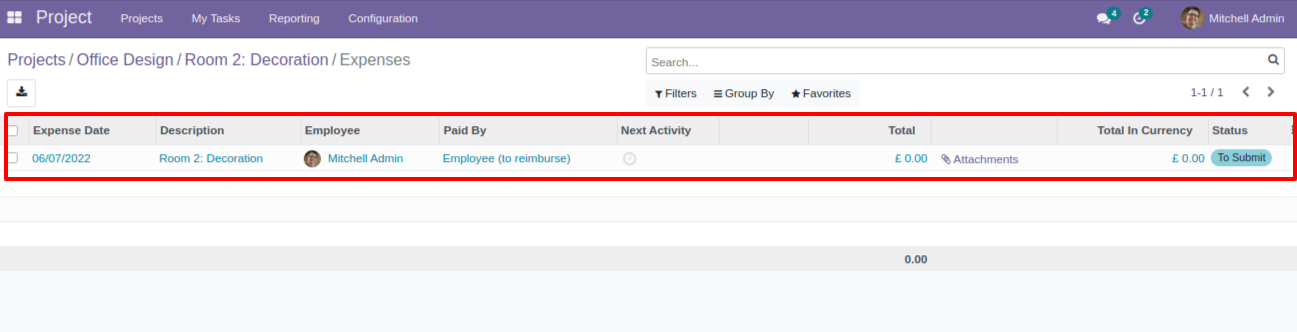 Project Projects My Tasks Reporting Configuration 4 2 Mitchell Admin
Projects / Office Design / Room 2: Decoration / Expenses
Search...
Filters Group By Favorites 1-1 / 1
Expense Date Description Employee Paid By Next Activity Total Total In Currency Status
06/07/2022 Room 2: Decoration Mitchell Admin Employee (to reimburse) £ 0.00 Attachments £ 0.00 To Submit
0.00